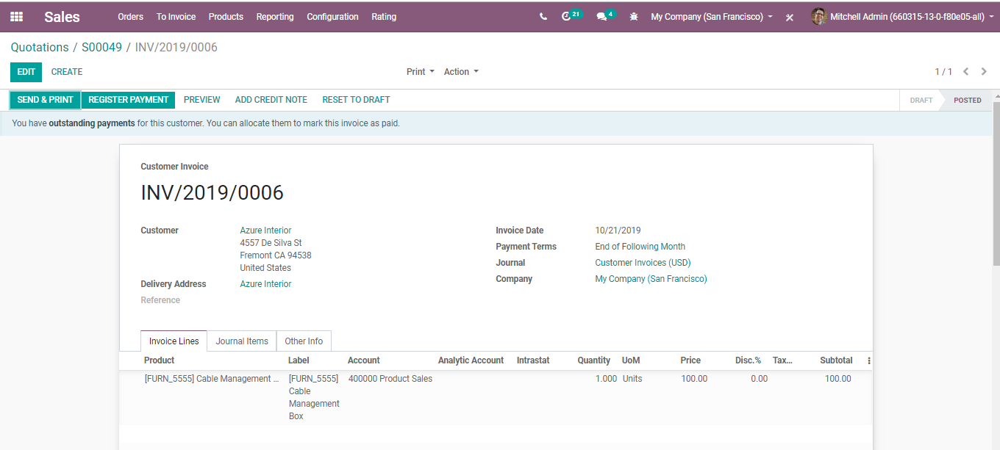 Sales Orders To Invoice Products Reporting Configuration Rating 21 4 My Company (San Francisco) Mitchell Admin (660315-13-0-f80e05-all)
Quotations / S00049 / INV/2019/0006
EDIT CREATE Print Action 1 / 1
SEND & PRINT REGISTER PAYMENT PREVIEW ADD CREDIT NOTE RESET TO DRAFT DRAFT POSTED
You have outstanding payments for this customer. You can allocate them to mark this invoice as paid.
Customer Invoice
INV/2019/0006
Customer Azure Interior Invoice Date 10/21/2019
4557 De Silva St
Payment Terms End of Following Month
Fremont CA 94538
Journal Customer Invoices (USD)
United States
Company My Company (San Francisco)
Delivery Address Azure Interior
Reference
Invoice Lines Journal Items Other Info
Product Label Account Analytic Account Intrastat Quantity UoM Price Disc.% Tax... Subtotal
[FURN_5555] Cable Management ... [FURN_5555] 400000 Product Sales 1.000 Units 100.00 0.00 100.00
Cable
Management
Box